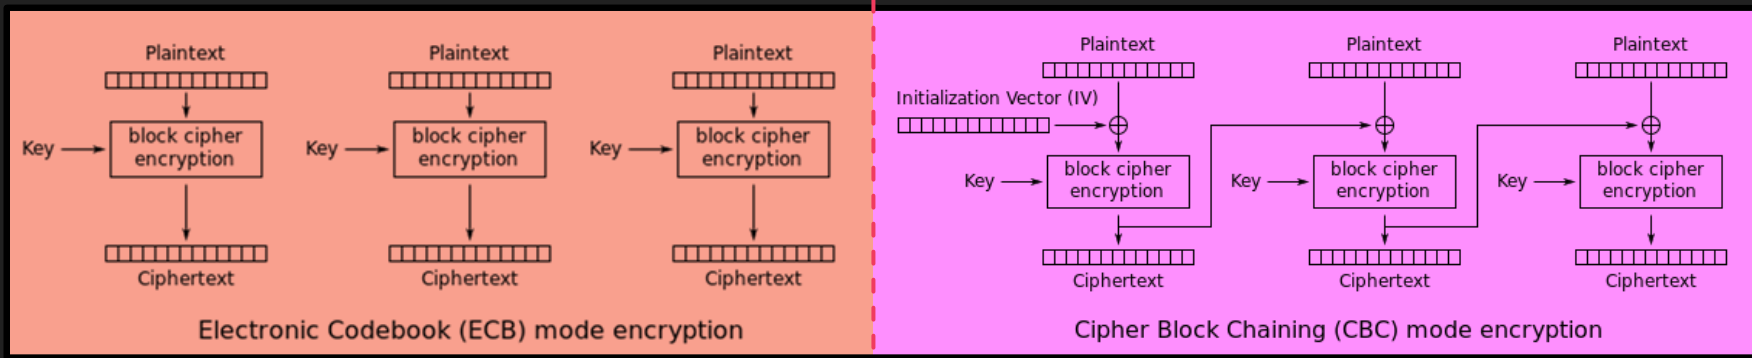 Plaintext
Plaintext
Plaintext
Key
block cipher
encryption
Key
block cipher
encryption
Key
block cipher
encryption
Ciphertext
Ciphertext
Ciphertext
Electronic Codebook (ECB) mode encryption
Plaintext
Plaintext
Plaintext
Initialization Vector (IV)
Key
block cipher
encryption
Key
block cipher
encryption
Key
block cipher
encryption
Ciphertext
Ciphertext
Ciphertext
Cipher Block Chaining (CBC) mode encryption